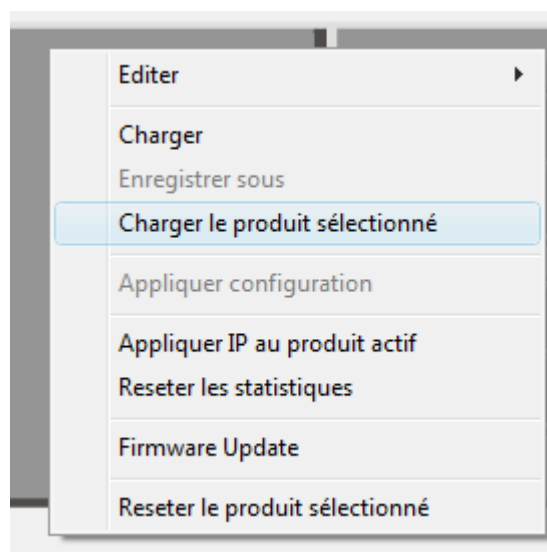 Editer
Charger
Enregistrer sous
Charger le produit sélectionné
Appliquer configuration
Appliquer IP au produit actif
Reseter les statistiques
Firmware Update
Reseter le produit sélectionné